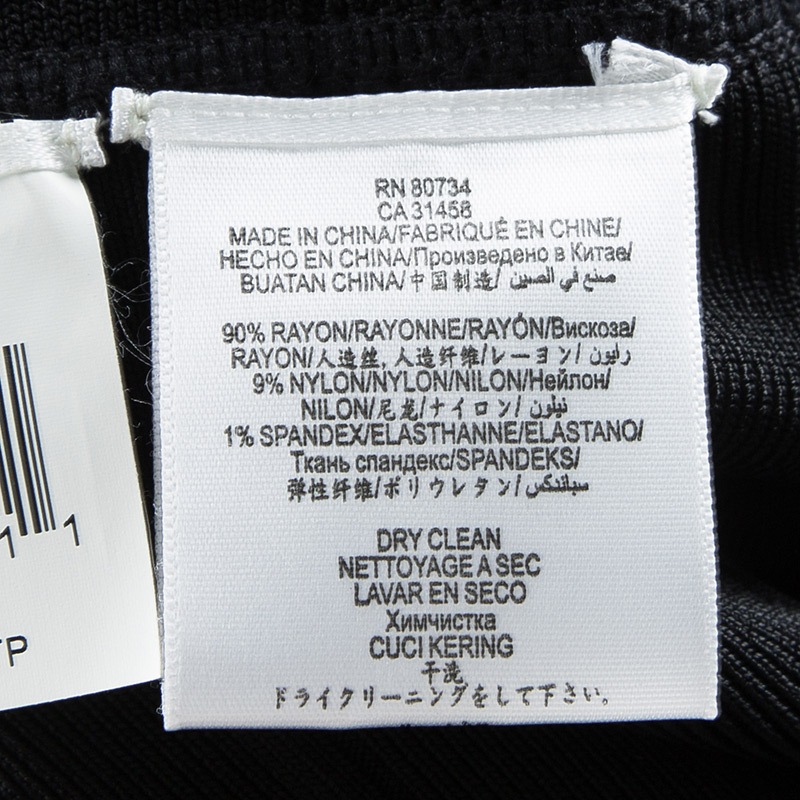 RN 80734
CA 31458
MADE IN CHINA/FABRIQUÉ EN CHINE/
HECHO EN CHINA/Произведено в Китае/
BUATAN CHINA/中国制造/صنع في الصين
90% RAYON/RAYONNE/RAYÓN/Вискоза/
RAYON/人造丝, 人造纤维/レーヨン/رايون
9% NYLON/NYLON/NILON/Нейлон/
NILON/尼龙/ナイロン/نيلون
1% SPANDEX/ELASTHANNE/ELASTANO/
Ткань спандекс/SPANDEKS/
弹性纤维/ポリウレタン/سباندكس
DRY CLEAN
NETTOYAGE A SEC
LAVAR EN SECO
Химчистка
CUCI KERING
干洗
ドライクリーニングをして下さい。
1 1
TP